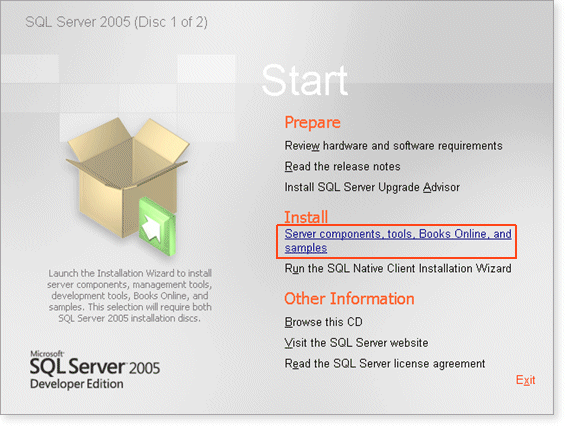 SQL Server 2005 (Disc 1 of 2)
Start
Prepare
Review hardware and software requirements
Read the release notes
Install SQL Server Upgrade Advisor
Install
Server components, tools, Books Online, and
samples
Run the SQL Native Client Installation Wizard
Launch the Installation Wizard to install
server components, management tools,
development tools, Books Online, and
samples. This selection will require both
SQL Server 2005 installation discs.
Other Information
Browse this CD
Visit the SQL Server website
Read the SQL Server license agreement
Microsoft
SQL Server 2005
Developer Edition
Exit